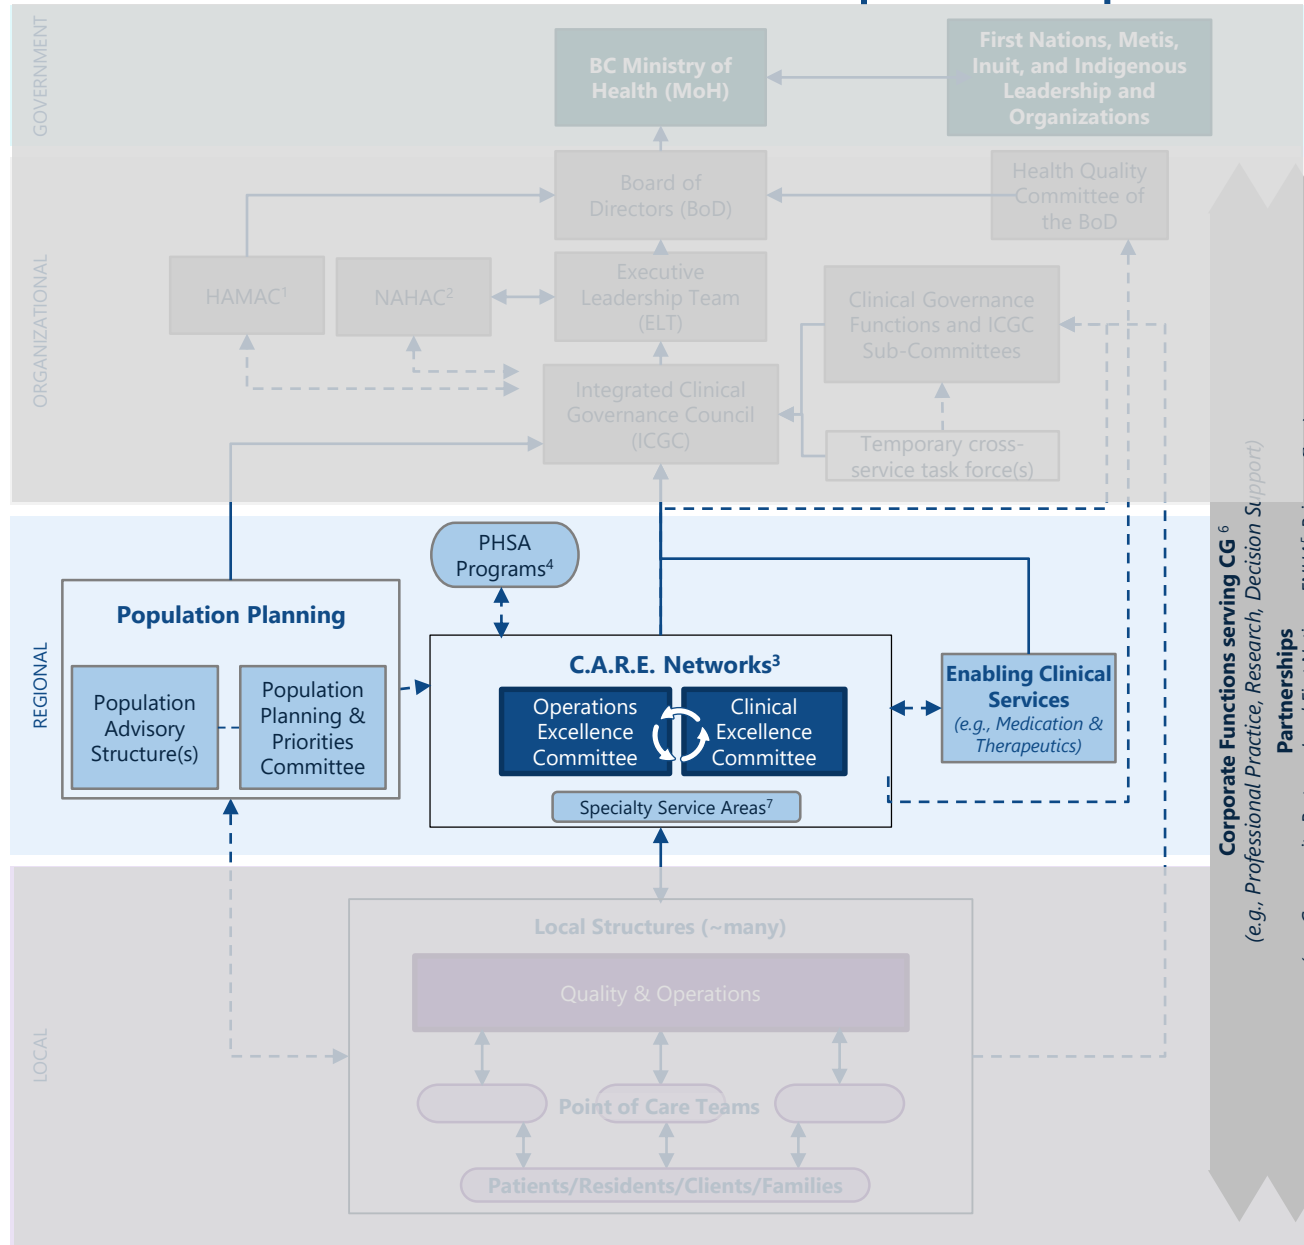 GOVERNMENT
BC Ministry of
Health (MoH)
First Nations, Metis,
Inuit, and Indigenous
Leadership and
Organizations
ORGANIZATIONAL
Board of
Directors (BoD)
Health Quality
Committee of
the BoD
HAMAC¹
NAHAC²
Executive
Leadership Team
(ELT)
Clinical Governance
Functions and ICGC
Sub-Committees
Integrated Clinical
Governance Council
(ICGC)
Temporary cross-
service task force(s)
REGIONAL
PHSA
Programs⁴
Population Planning
Population
Advisory
Structure(s)
Population
Planning &
Priorities
Committee
C.A.R.E. Networks³
Operations
Excellence
Committee
Clinical
Excellence
Committee
Specialty Service Areas⁷
Enabling Clinical
Services
(e.g., Medication &
Therapeutics)
LOCAL
Local Structures (~many)
Quality & Operations
Point of Care Teams
Patients/Residents/Clients/Families
Corporate Functions serving CG ⁶
(e.g., Professional Practice, Research, Decision Support)
Partnerships